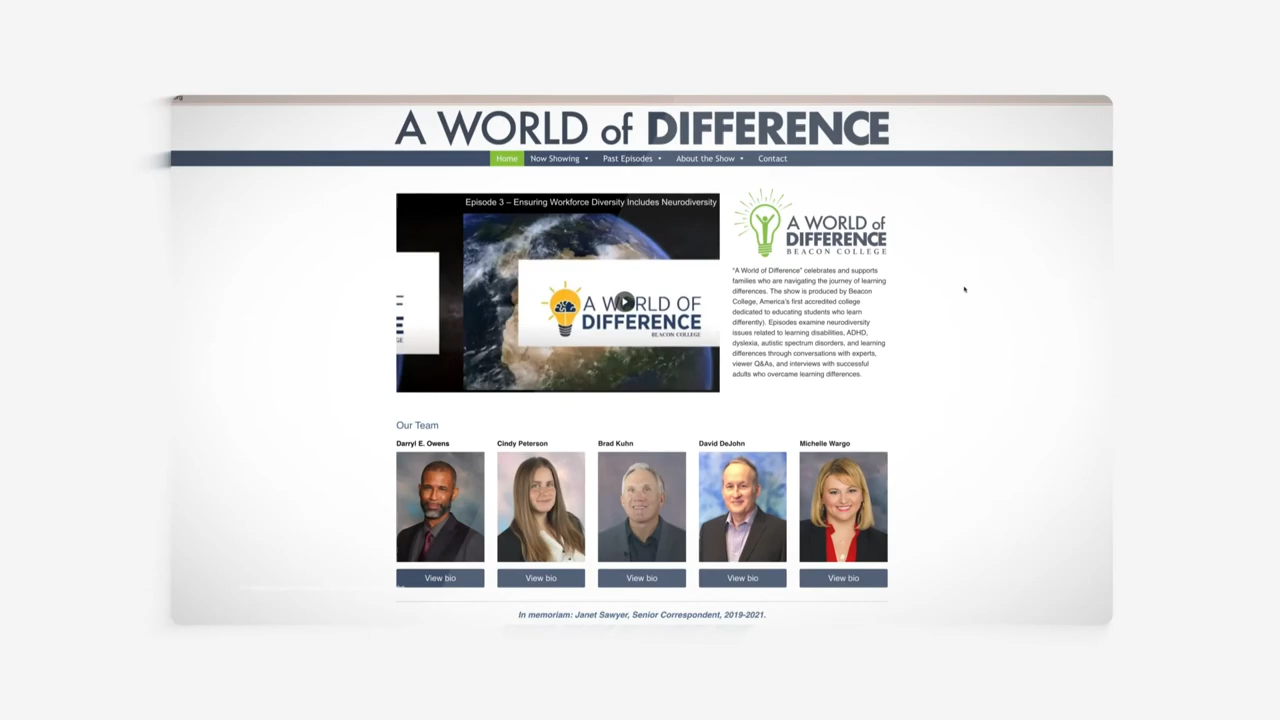 A WORLD of DIFFERENCE
Home Now Showing Past Episodes About the Show Contact
Episode 3 – Ensuring Workforce Diversity Includes Neurodiversity
A WORLD OF
DIFFERENCE
BEACON COLLEGE
A WORLD of
DIFFERENCE
BEACON COLLEGE
"A World of Difference" celebrates and supports
families who are navigating the journey of learning
differences. The show is produced by Beacon
College, America's first accredited college
dedicated to educating students who learn
differently). Episodes examine neurodiversity
issues related to learning disabilities, ADHD,
dyslexia, autistic spectrum disorders, and learning
differences through conversations with experts,
viewer Q&As, and interviews with successful
adults who overcame learning differences.
Our Team
Darryl E. Owens Cindy Peterson Brad Kuhn David DeJohn Michelle Wargo
View bio View bio View bio View bio View bio
In memoriam: Janet Sawyer, Senior Correspondent, 2019-2021.